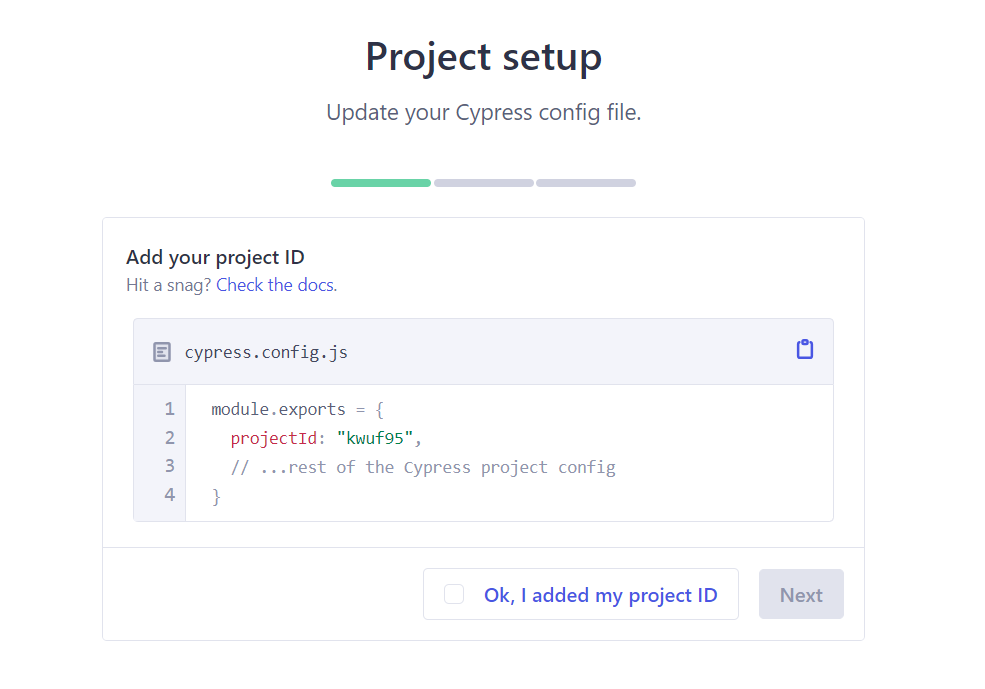 Project setup
Update your Cypress config file.
Add your project ID
Hit a snag? Check the docs.
cypress.config.js
1 module.exports = {
2 projectId: "kwuf95",
3 // ...rest of the Cypress project config
4 }
Ok, I added my project ID
Next